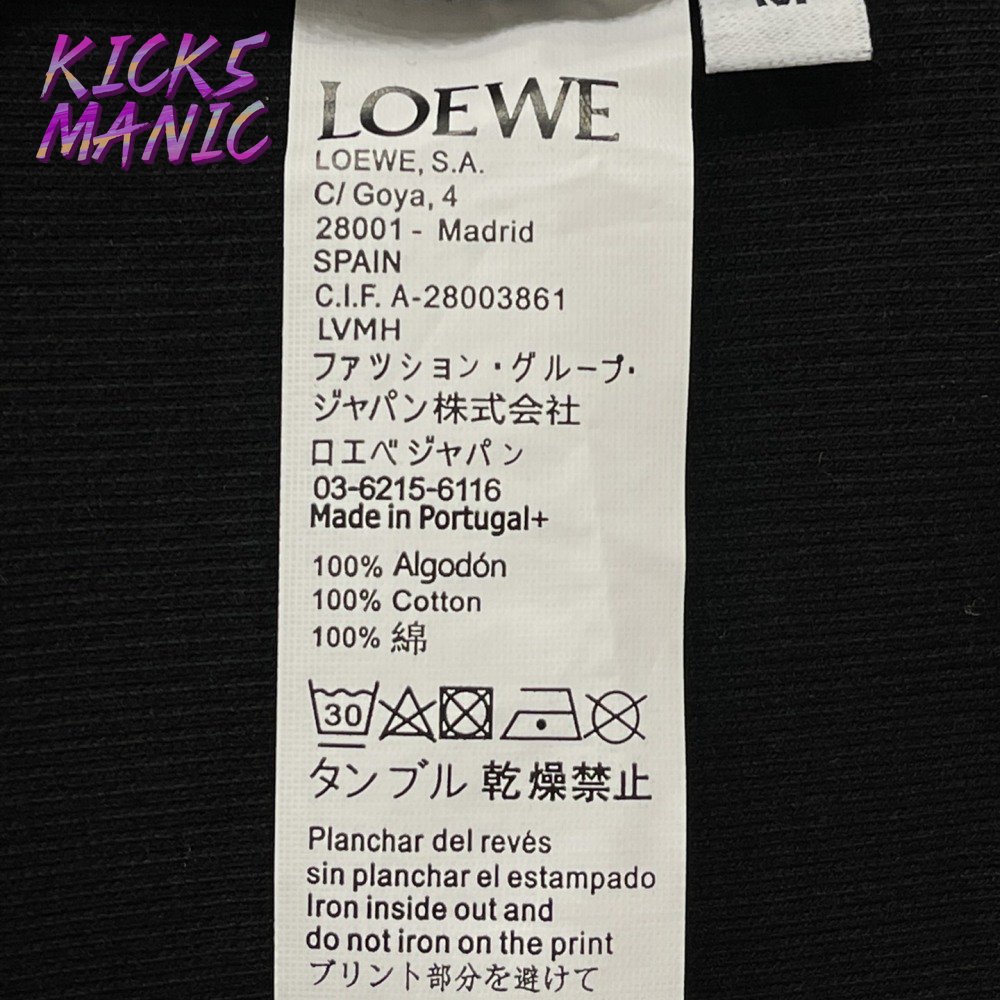 KICK5
MANIC
LOEWE
LOEWE, S.A.
C/ Goya, 4
28001 - Madrid
SPAIN
C.I.F. A-28003861
LVMH
ファツション・グループ・
ジャパン株式会社
ロエベジャパン
03-6215-6116
Made in Portugal+
100% Algodón
100% Cotton
100% 綿
30
タンブル 乾燥禁止
Planchar del revés
sin planchar el estampado
Iron inside out and
do not iron on the print
プリント部分を避けて